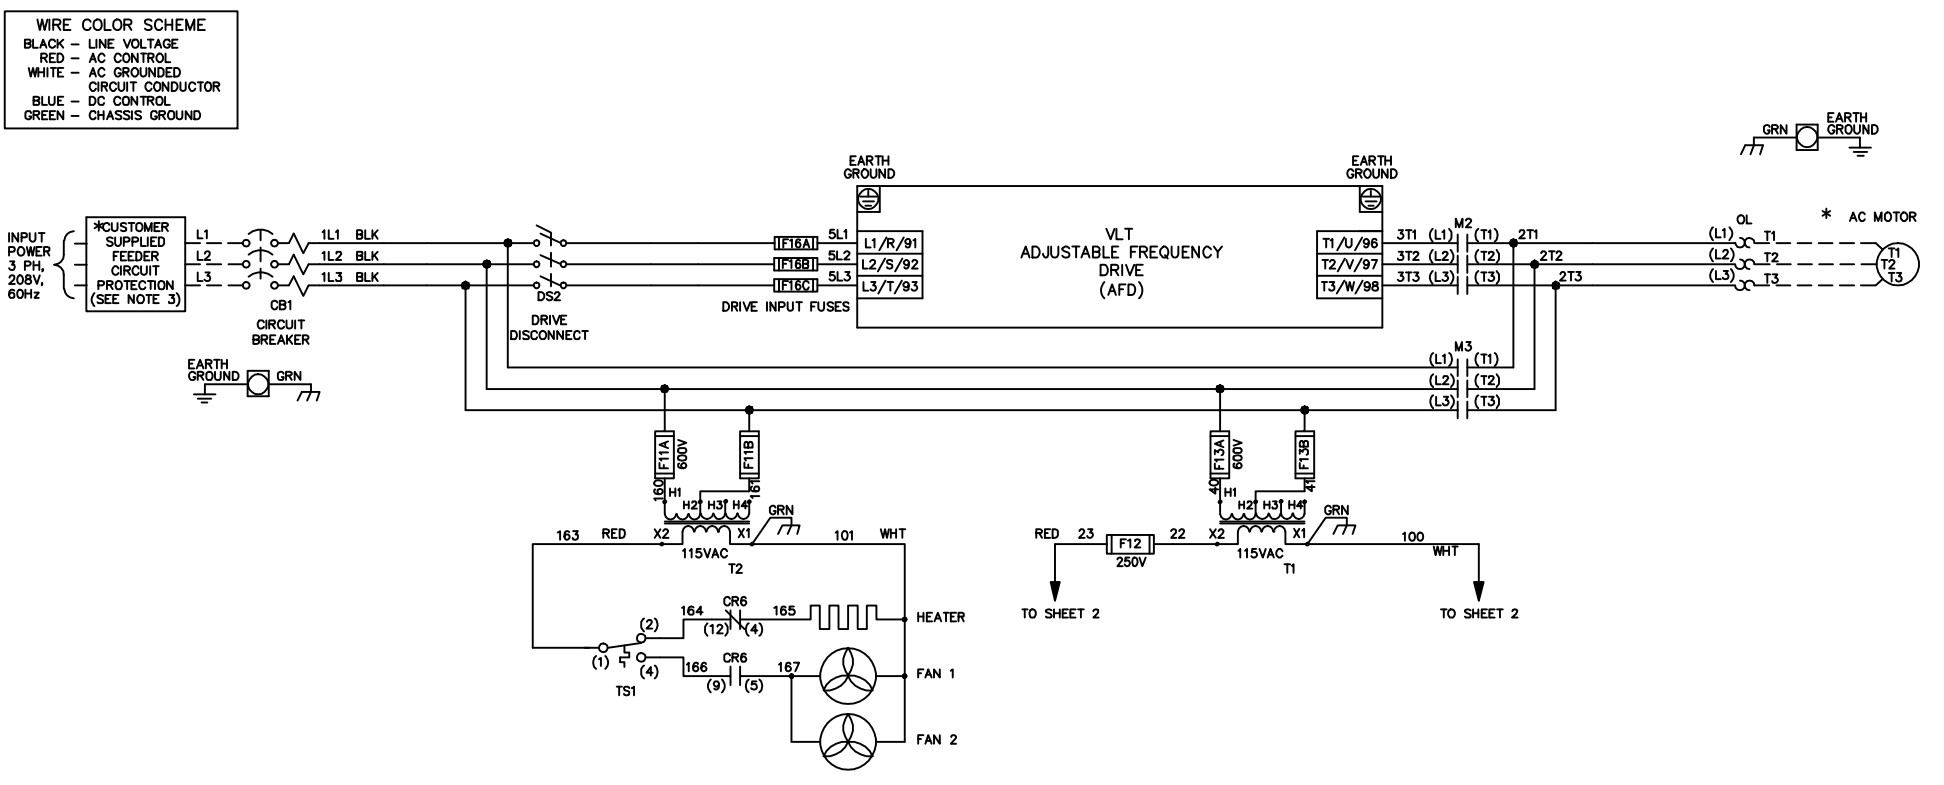 WIRE COLOR SCHEME
BLACK – LINE VOLTAGE
RED – AC CONTROL
WHITE – AC GROUNDED
CIRCUIT CONDUCTOR
BLUE – DC CONTROL
GREEN – CHASSIS GROUND
INPUT
POWER
3 PH,
208V,
60Hz
*CUSTOMER
SUPPLIED
FEEDER
CIRCUIT
PROTECTION
(SEE NOTE 3)
L1
L2
L3
CB1
CIRCUIT
BREAKER
1L1 BLK
1L2 BLK
1L3 BLK
EARTH
GROUND
GRN
DS2
DRIVE
DISCONNECT
F16A
F16B
F16C
DRIVE INPUT FUSES
5L1
5L2
5L3
EARTH
GROUND
L1/R/91
L2/S/92
L3/T/93
VLT
ADJUSTABLE FREQUENCY
DRIVE
(AFD)
EARTH
GROUND
T1/U/96
T2/V/97
T3/W/98
3T1
3T2
3T3
M2
(L1) (T1)
(L2) (T2)
(L3) (T3)
2T1
2T2
2T3
M3
(L1) (T1)
(L2) (T2)
(L3) (T3)
GRN
EARTH
GROUND
OL
(L1) T1
(L2) T2
(L3) T3
* AC MOTOR
T1
T2
T3
F11A
600V
F11B
160
161
H1
H2 H3 H4
GRN
163
RED
X2
X1
101
WHT
115VAC
T2
F13A
600V
F13B
40
41
H1
H2 H3 H4
GRN
RED
23
F12
250V
22
X2
X1
115VAC
T1
100
WHT
TO SHEET 2
TO SHEET 2
(1)
(2)
(4)
TS1
164
CR6
(12) (4)
165
HEATER
166
CR6
(9) (5)
167
FAN 1
FAN 2